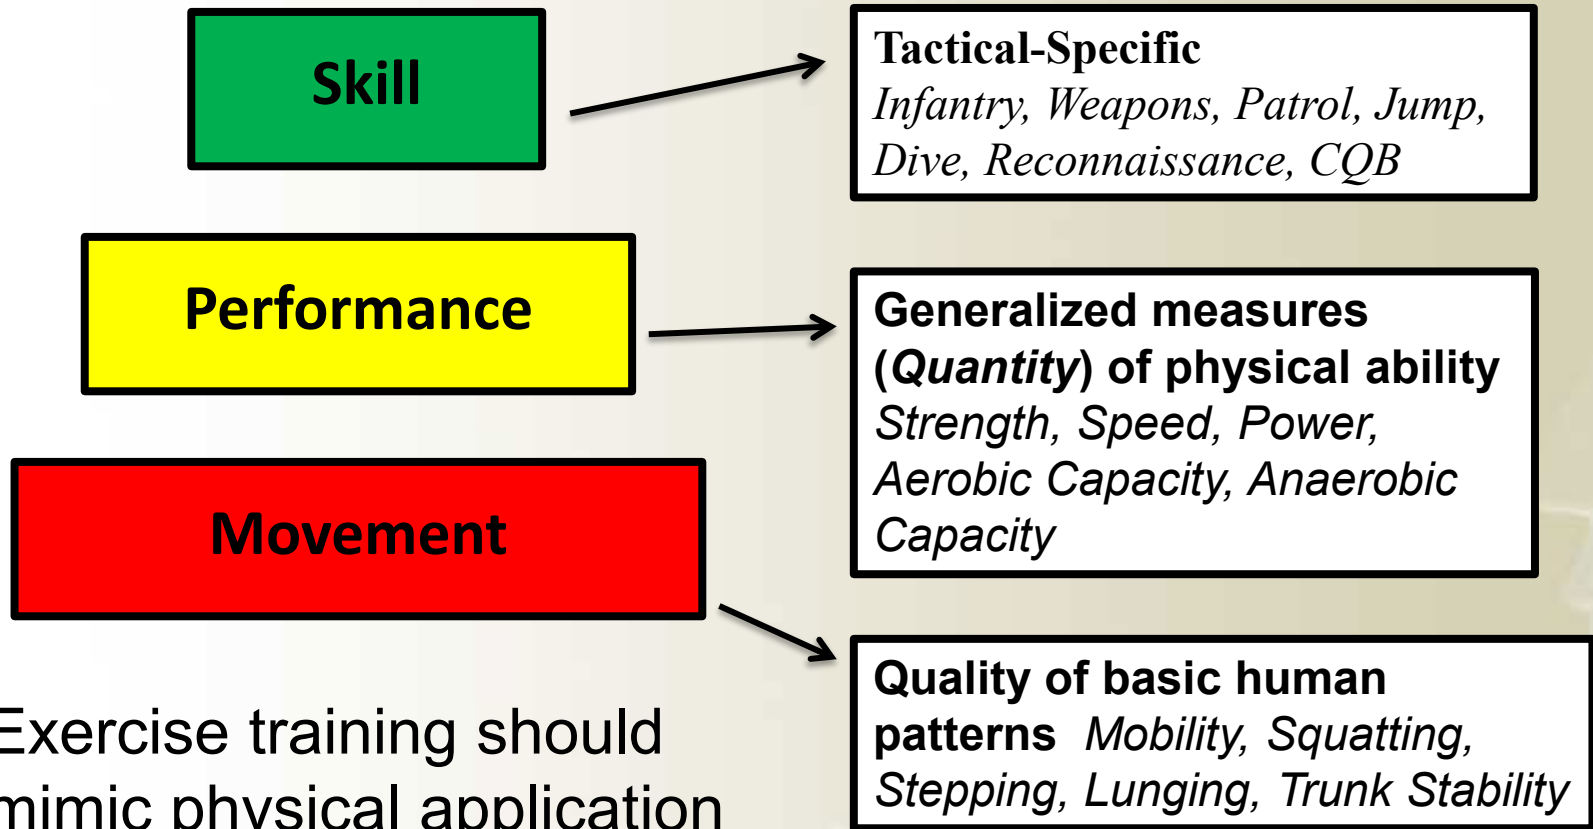 Skill
Tactical-Specific
Infantry, Weapons, Patrol, Jump,
Dive, Reconnaissance, CQB
Performance
Generalized measures
(Quantity) of physical ability
Strength, Speed, Power,
Aerobic Capacity, Anaerobic
Capacity
Movement
Quality of basic human
patterns Mobility, Squatting,
Stepping, Lunging, Trunk Stability
Exercise training should
mimic physical application